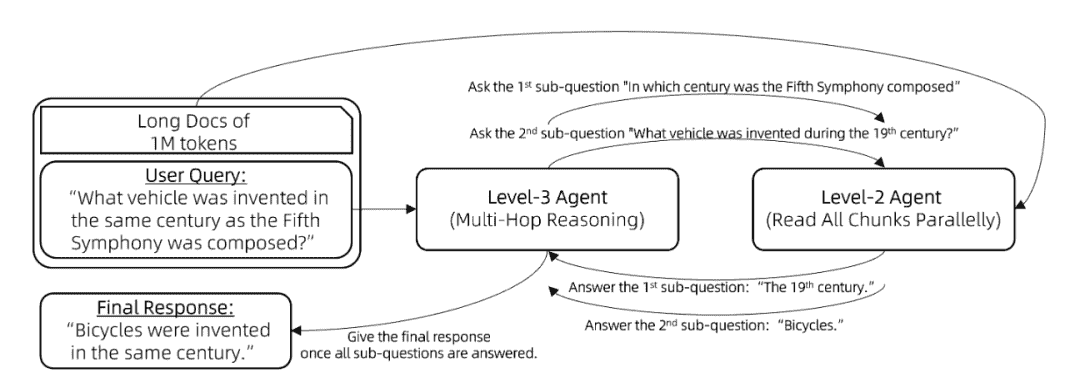 Ask the 1st sub-question "In which century was the Fifth Symphony composed"
Ask the 2nd sub-question "What vehicle was invented during the 19th century?"
Long Docs of
1M tokens
User Query:
“What vehicle was invented in
the same century as the Fifth
Symphony was composed?”
Level-3 Agent
(Multi-Hop Reasoning)
Level-2 Agent
(Read All Chunks Parallelly)
Answer the 1st sub-question: “The 19th century.”
Answer the 2nd sub-question: “Bicycles.”
Final Response:
“Bicycles were invented
in the same century.”
Give the final response
once all sub-questions are answered.